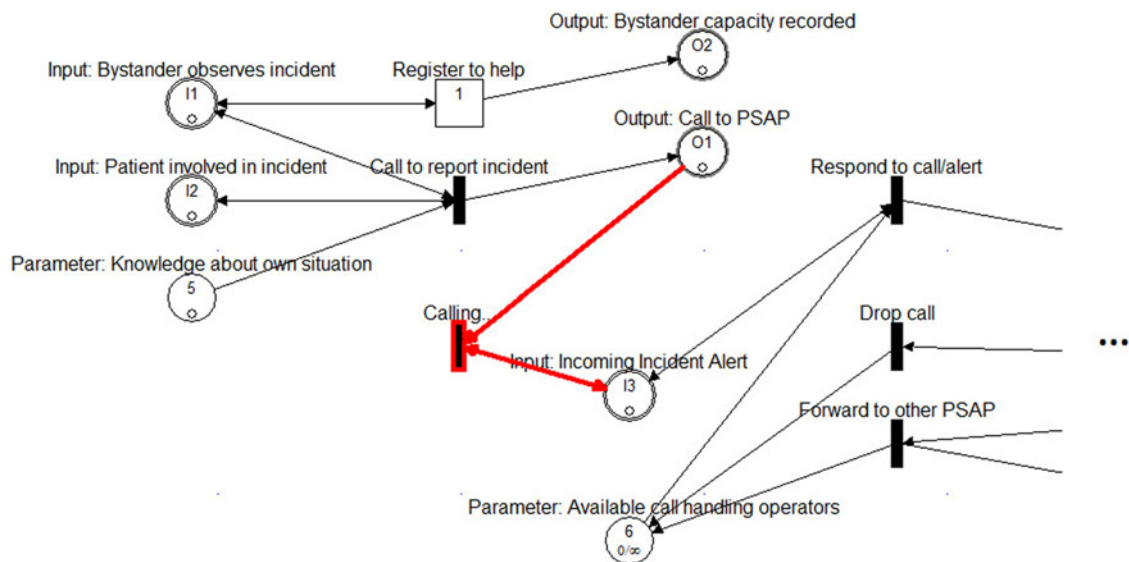 Output: Bystander capacity recorded
O2
Input: Bystander observes incident
Register to help
I1
1
Output: Call to PSAP
O1
Input: Patient involved in incident
Call to report incident
Respond to call/alert
I2
Parameter: Knowledge about own situation
5
Calling..
Drop call
...
Input: Incoming Incident Alert
I3
Forward to other PSAP
Parameter: Available call handling operators
6
0/∞